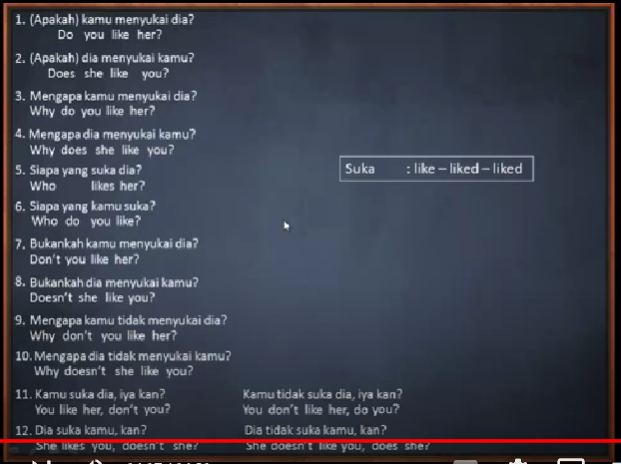 1. (Apakah) kamu menyukai dia?
Do you like her?
2. (Apakah) dia menyukai kamu?
Does she like you?
3. Mengapa kamu menyukai dia?
Why do you like her?
4. Mengapa dia menyukai kamu?
Why does she like you?
5. Siapa yang suka dia?
Who likes her?
6. Siapa yang kamu suka?
Who do you like?
7. Bukankah kamu menyukai dia?
Don't you like her?
8. Bukankah dia menyukai kamu?
Doesn't she like you?
9. Mengapa kamu tidak menyukai dia?
Why don't you like her?
10. Mengapa dia tidak menyukai kamu?
Why doesn't she like you?
11. Kamu suka dia, iya kan?
You like her, don't you?
Kamu tidak suka dia, iya kan?
You don't like her, do you?
12. Dia suka kamu, kan?
She likes you, doesn't she?
Dia tidak suka kamu, kan?
She doesn't like you, does she?
Suka : like – liked – liked